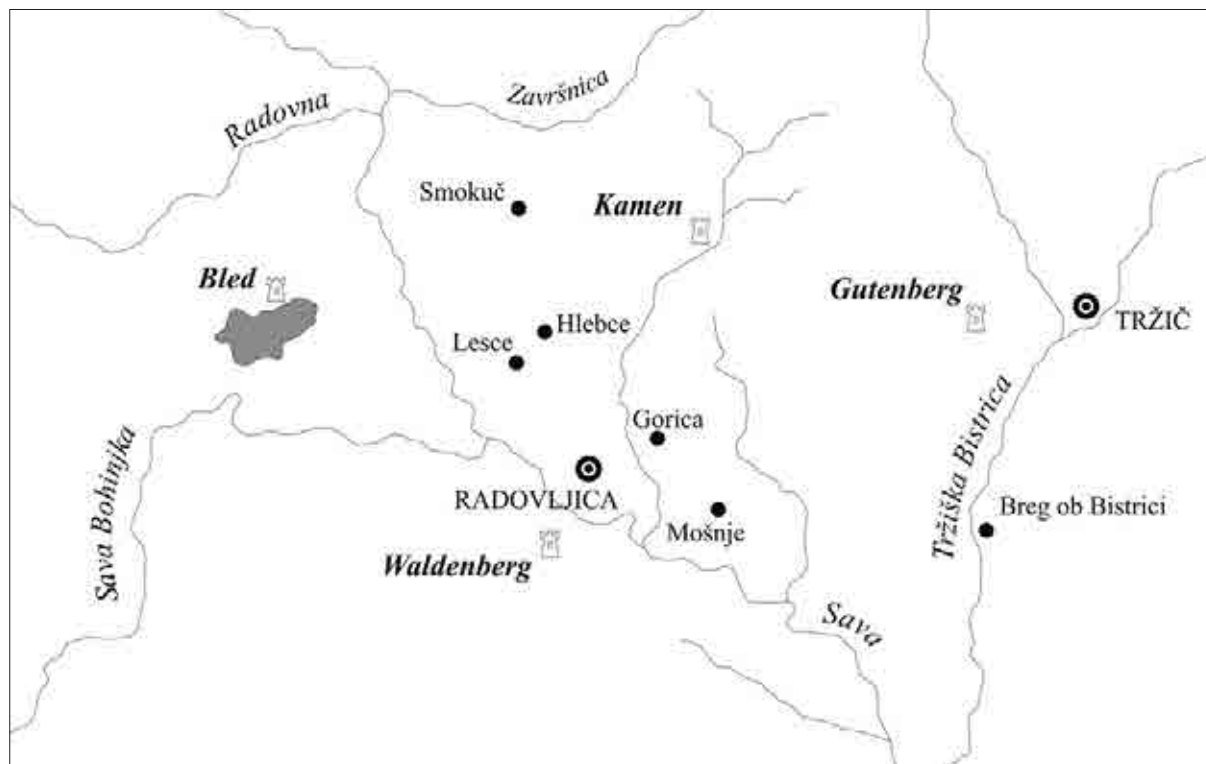 Radovna
Završnica
Smokuč
Kamen
Bled
Gutenberg
TRŽIČ
Hlebce
Lesce
Gorica
RADOVLJICA
Mošnje
Waldenberg
Sava Bohinjka
Sava
Tržiška Bistrica
Breg ob Bistrici